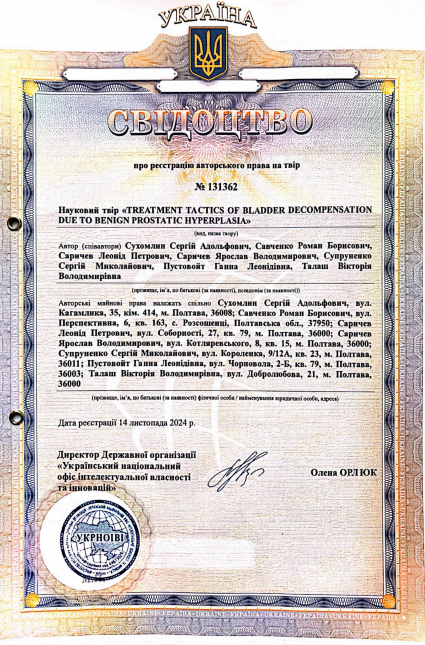 УКРАЇНА
СВІДОЦТВО
про реєстрацію авторського права на твір
№ 131362
Науковий твір «TREATMENT TACTICS OF BLADDER DECOMPENSATION
DUE TO BENIGN PROSTATIC HYPERPLASIA»
(вид, назва твору)
Автор (співавтори) Сухомлин Сергій Адольфович, Савченко Роман Борисович,
Саричев Леонід Петрович, Саричев Ярослав Володимирович, Супруненко
Сергій Миколайович, Пустовойт Ганна Леонідівна, Талаш Вікторія
Володимирівна
(прізвище, ім’я, по батькові (за наявності), псевдонім (за наявності))
Авторські майнові права належать спільно Сухомлин Сергій Адольфович, вул.
Кагамлика, 35, кім. 414, м. Полтава, 36008; Савченко Роман Борисович, вул.
Перспективна, 6, кв. 163, с. Розсошенці, Полтавська обл., 37950; Саричев
Леонід Петрович, вул. Соборності, 27, кв. 79, м. Полтава, 36000; Саричев
Ярослав Володимирович, вул. Котляревського, 8, кв. 15, м. Полтава, 36000;
Супруненко Сергій Миколайович, вул. Короленка, 9/12А, кв. 23, м. Полтава,
36011; Пустовойт Ганна Леонідівна, вул. Чорновола, 2-Б, кв. 79, м. Полтава,
36003; Талаш Вікторія Володимирівна, вул. Добролюбова, 21, м. Полтава,
36000
(прізвище, ім’я, по батькові (за наявності) фізичної особи / найменування юридичної особи, адреса)
Дата реєстрації 14 листопада 2024 р.
Директор Державної організації
«Український національний
офіс інтелектуальної власності
та інновацій»
Олена ОРЛЮК
УКРНОІВІ